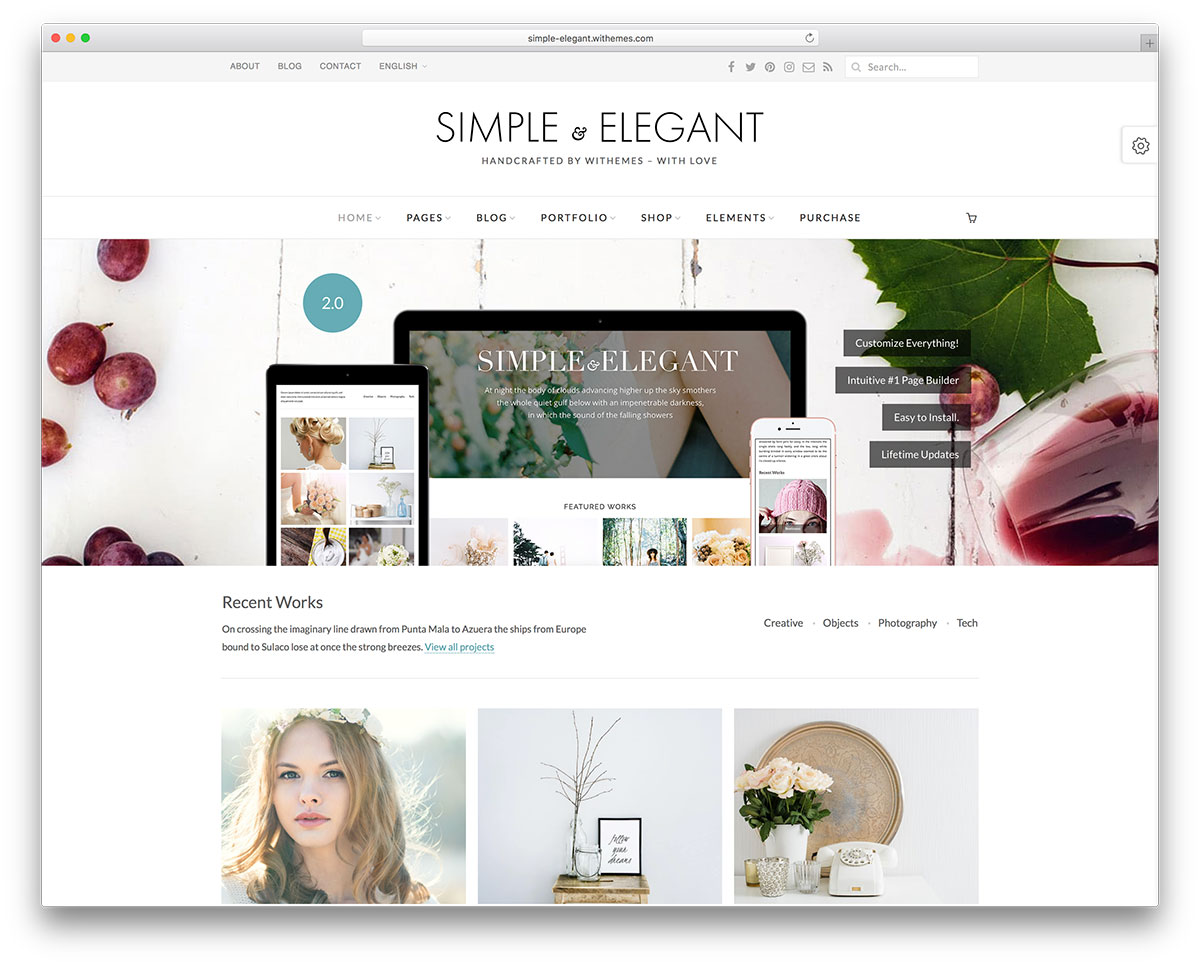 simple-elegant.withemes.com
ABOUT BLOG CONTACT ENGLISH
Search...
SIMPLE & ELEGANT
HANDCRAFTED BY WITHEMES – WITH LOVE
HOME PAGES BLOG PORTFOLIO SHOP ELEMENTS PURCHASE
2.0
SIMPLE & ELEGANT
At night the body of clouds advancing higher up the sky smothers
the whole quiet gulf below with an impenetrable darkness,
in which the sound of the falling showers
FEATURED WORKS
Recent Works
Customize Everything!
Intuitive #1 Page Builder
Easy to Install.
Lifetime Updates
Recent Works
On crossing the imaginary line drawn from Punta Mala to Azuera the ships from Europe
bound to Sulaco lose at once the strong breezes. View all projects
Creative • Objects • Photography • Tech
follow
your
dreams